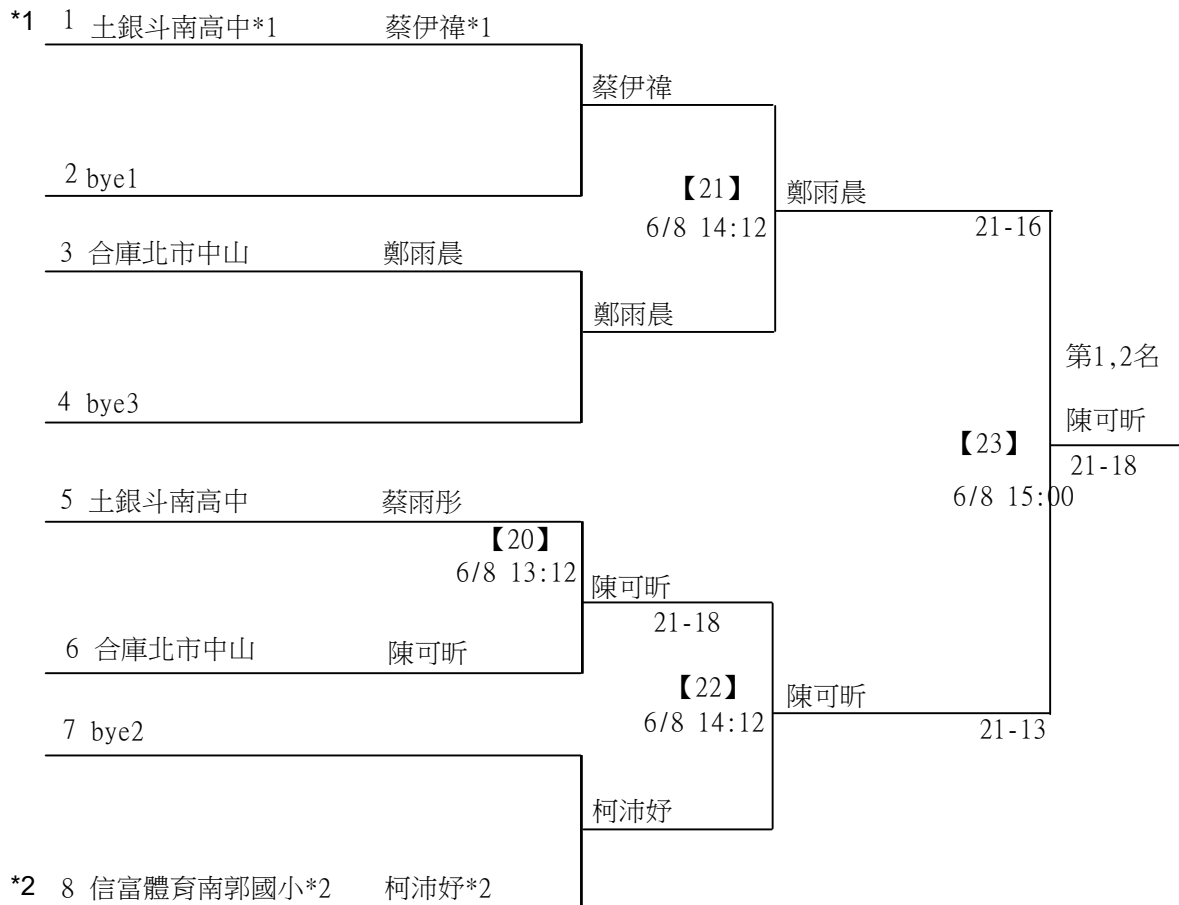 *1 1 土銀斗南高中*1 蔡伊禕*1
蔡伊禕
2 bye1
【21】 鄭雨晨
6/8 14:12 21-16
3 合庫北市中山 鄭雨晨
鄭雨晨
第1,2名
4 bye3
陳可昕
【23】
21-18
6/8 15:00
5 土銀斗南高中 蔡雨彤
【20】
6/8 13:12
陳可昕
21-18
6 合庫北市中山 陳可昕
【22】 陳可昕
6/8 14:12 21-13
7 bye2
柯沛妤
*2 8 信富體育南郭國小*2 柯沛妤*2